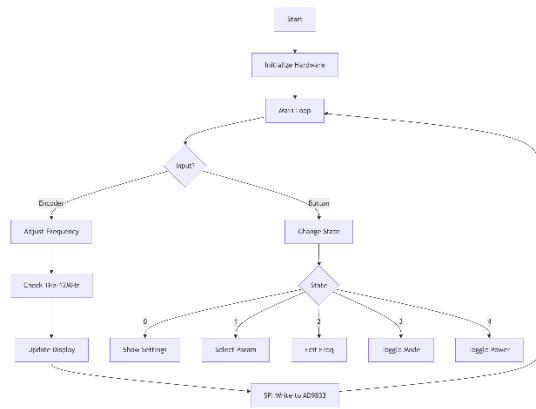 Start
Initialize Hardware
Main Loop
Input?
Encoder
Button
Adjust Frequency
Change State
Check 1Hz-12MHz
State
0
1
2
3
4
Update Display
Show Settings
Select Param
Edit Freq
Toggle Mode
Toggle Power
SPI Write to AD9833